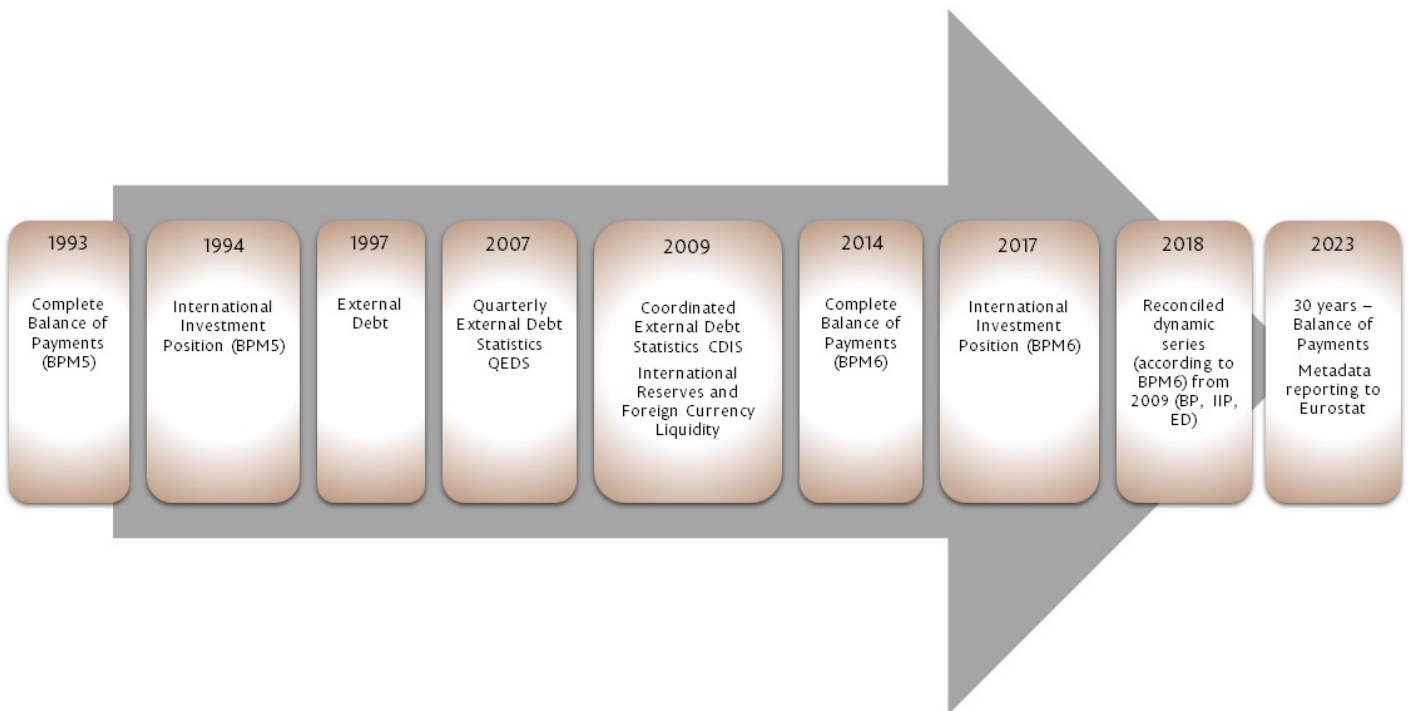 1993
Complete
Balance of
Payments
(BPM5)
1994
International
Investment
Position (BPM5)
1997
External
Debt
2007
Quarterly
External Debt
Statistics
QEDS
2009
Coordinated
External Debt
Statistics CDIS
International
Reserves and
Foreign Currency
Liquidity
2014
Complete
Balance of
Payments
(BPM6)
2017
International
Investment
Position (BPM6)
2018
Reconciled
dynamic
series
(according to
BPM6) from
2009 (BP, IIP,
ED)
2023
30 years –
Balance of
Payments
Metadata
reporting to
Eurostat